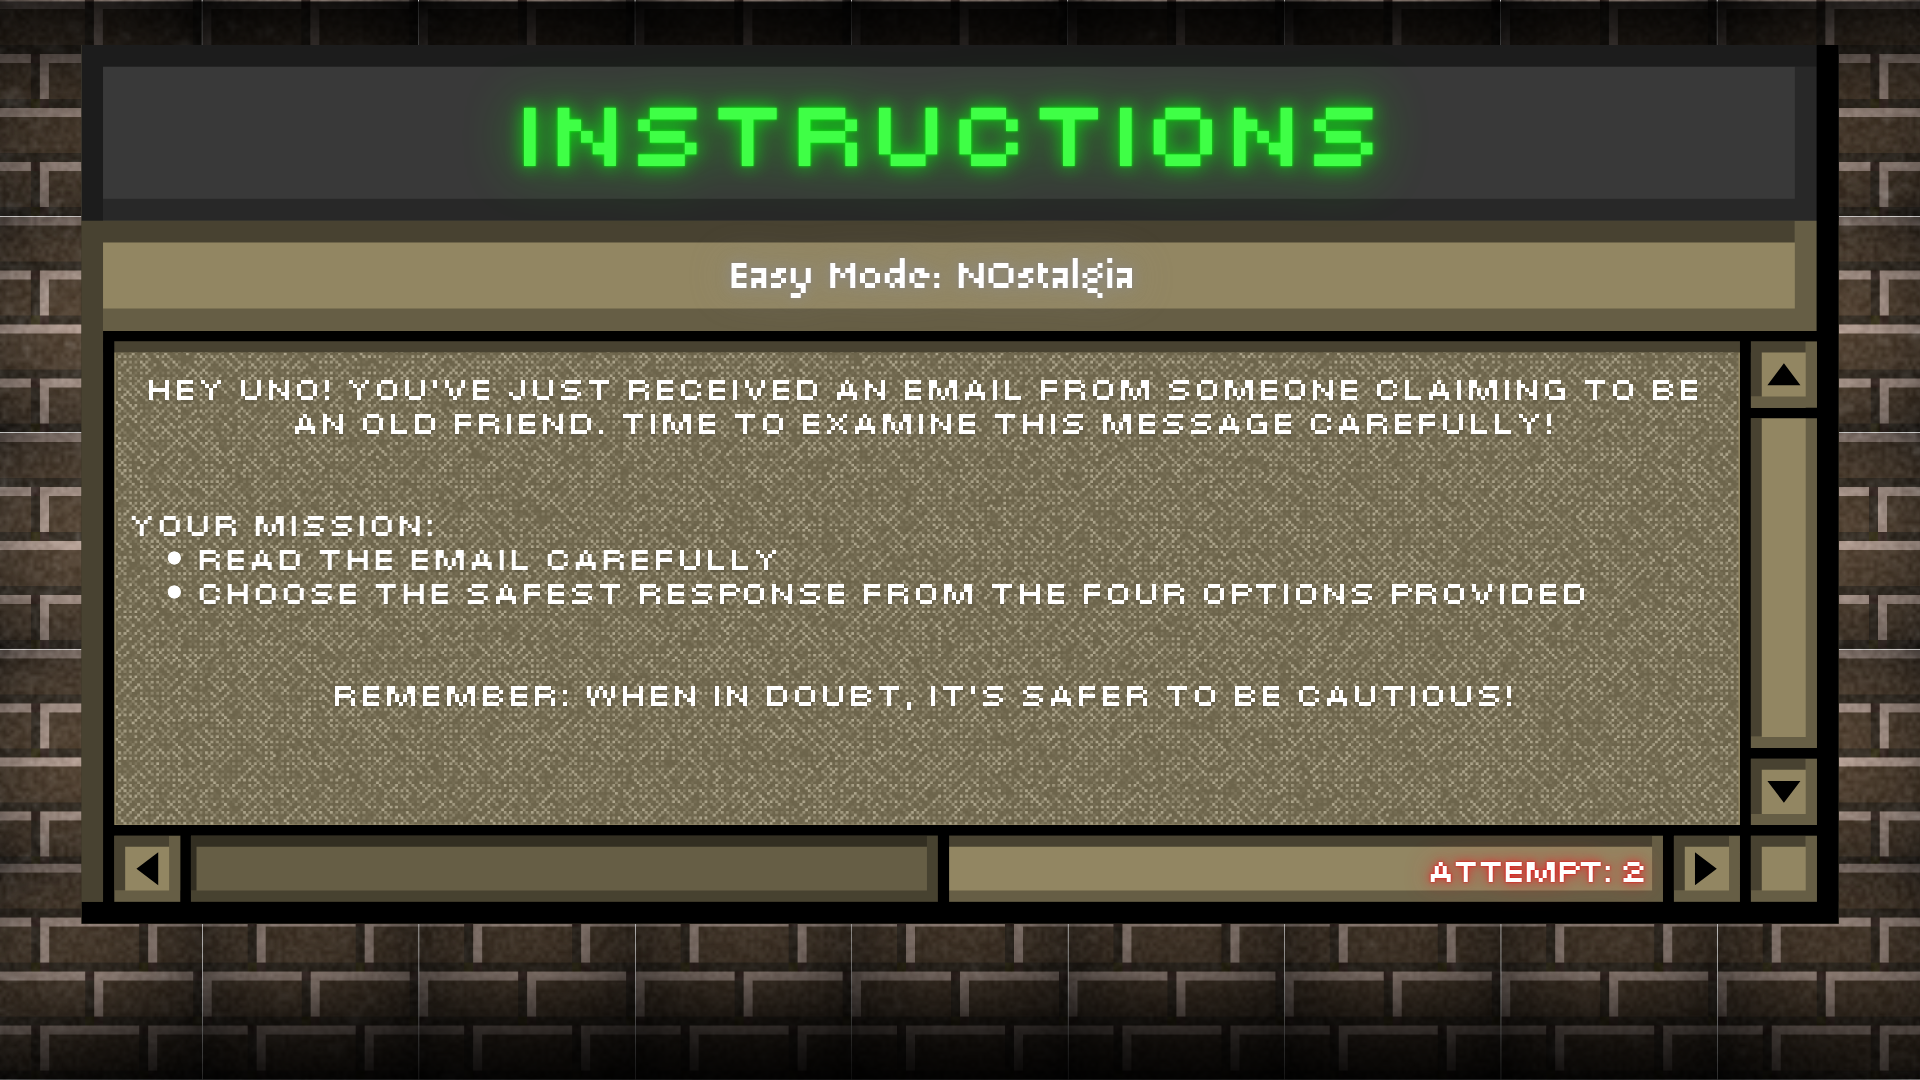 INSTRUCTIONS
Easy Mode: NOstalgia
HEY UNO! YOU'VE JUST RECEIVED AN EMAIL FROM SOMEONE CLAIMING TO BE
AN OLD FRIEND. TIME TO EXAMINE THIS MESSAGE CAREFULLY!
YOUR MISSION:
• READ THE EMAIL CAREFULLY
• CHOOSE THE SAFEST RESPONSE FROM THE FOUR OPTIONS PROVIDED
REMEMBER: WHEN IN DOUBT, IT'S SAFER TO BE CAUTIOUS!
ATTEMPT: 2